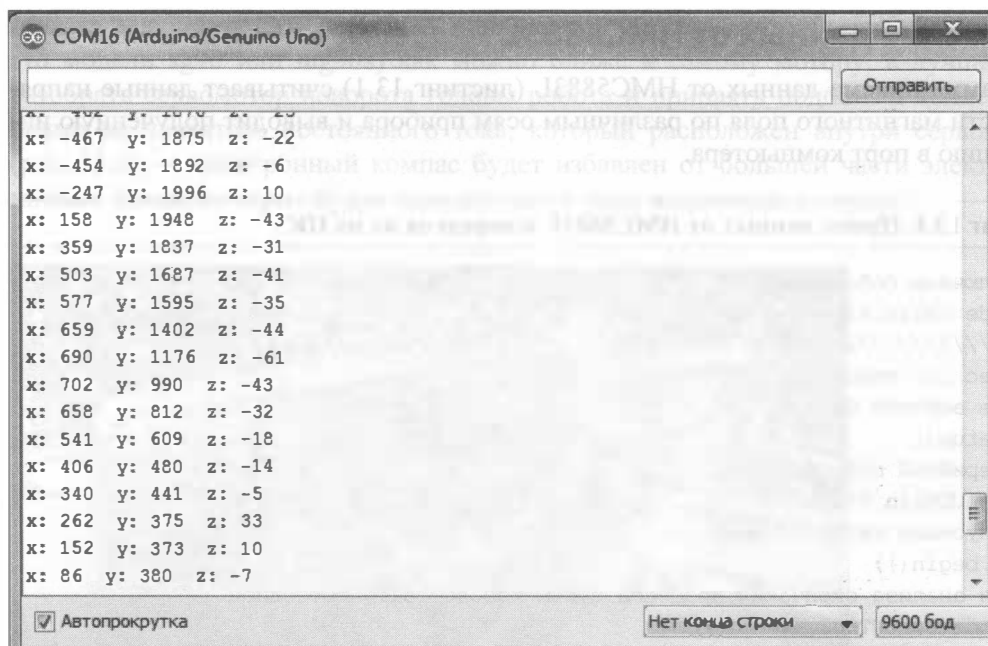 COM16 (Arduino/Genuino Uno)
Отправить
x: -467 y: 1875 z: -22
x: -454 y: 1892 z:
x: -247 y: 1996 z: 10
x: 158 y: 1948 z: -43
x: 359 y: 1837 z: -31
x: 503 y: 1687 z: -41
x: 577 y: 1595 z: -35
x: 659 y: 1402 z: -44
x: 690 y: 1176 z: -61
x: 702 y: 990 z: -43
x: 658 y: 812 z: -32
x: 541 y: 609 z: -18
x: 406 y: 480 z: -14
x: 340 y: 441 z: -5
x: 262 y: 375 z: 33
x: 152 y: 373 z: 10
x: 86 y: 380 z: -7
Автопрокрутка
Нет конца строки
9600 бод